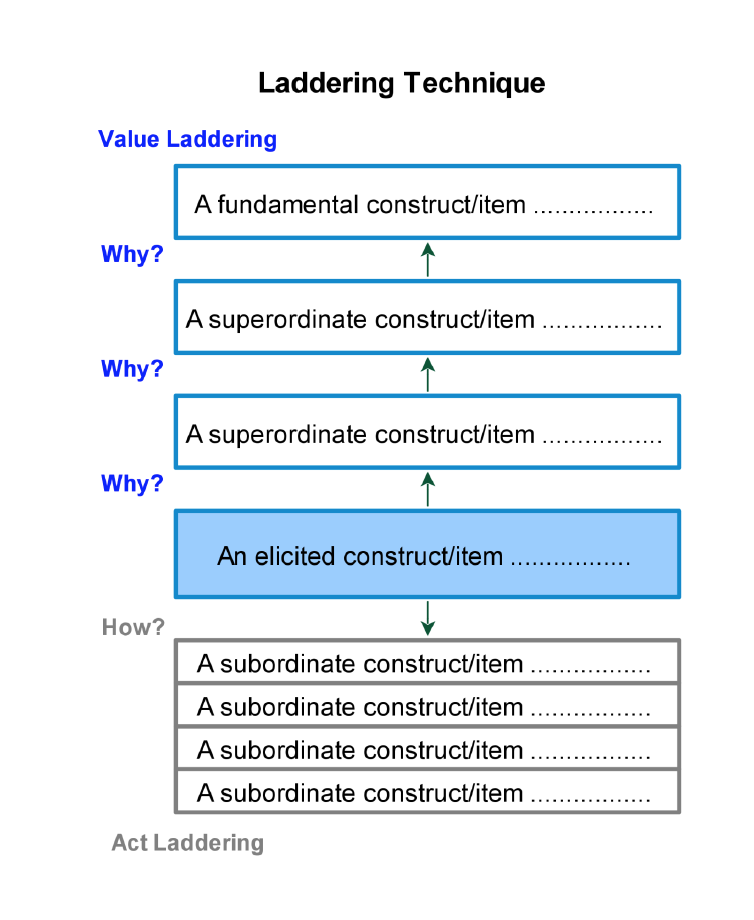 Laddering Technique
Value Laddering
A fundamental construct/item .................
Why?
A superordinate construct/item .................
Why?
A superordinate construct/item .................
Why?
An elicited construct/item .................
How?
A subordinate construct/item .................
A subordinate construct/item .................
A subordinate construct/item .................
A subordinate construct/item .................
Act Laddering